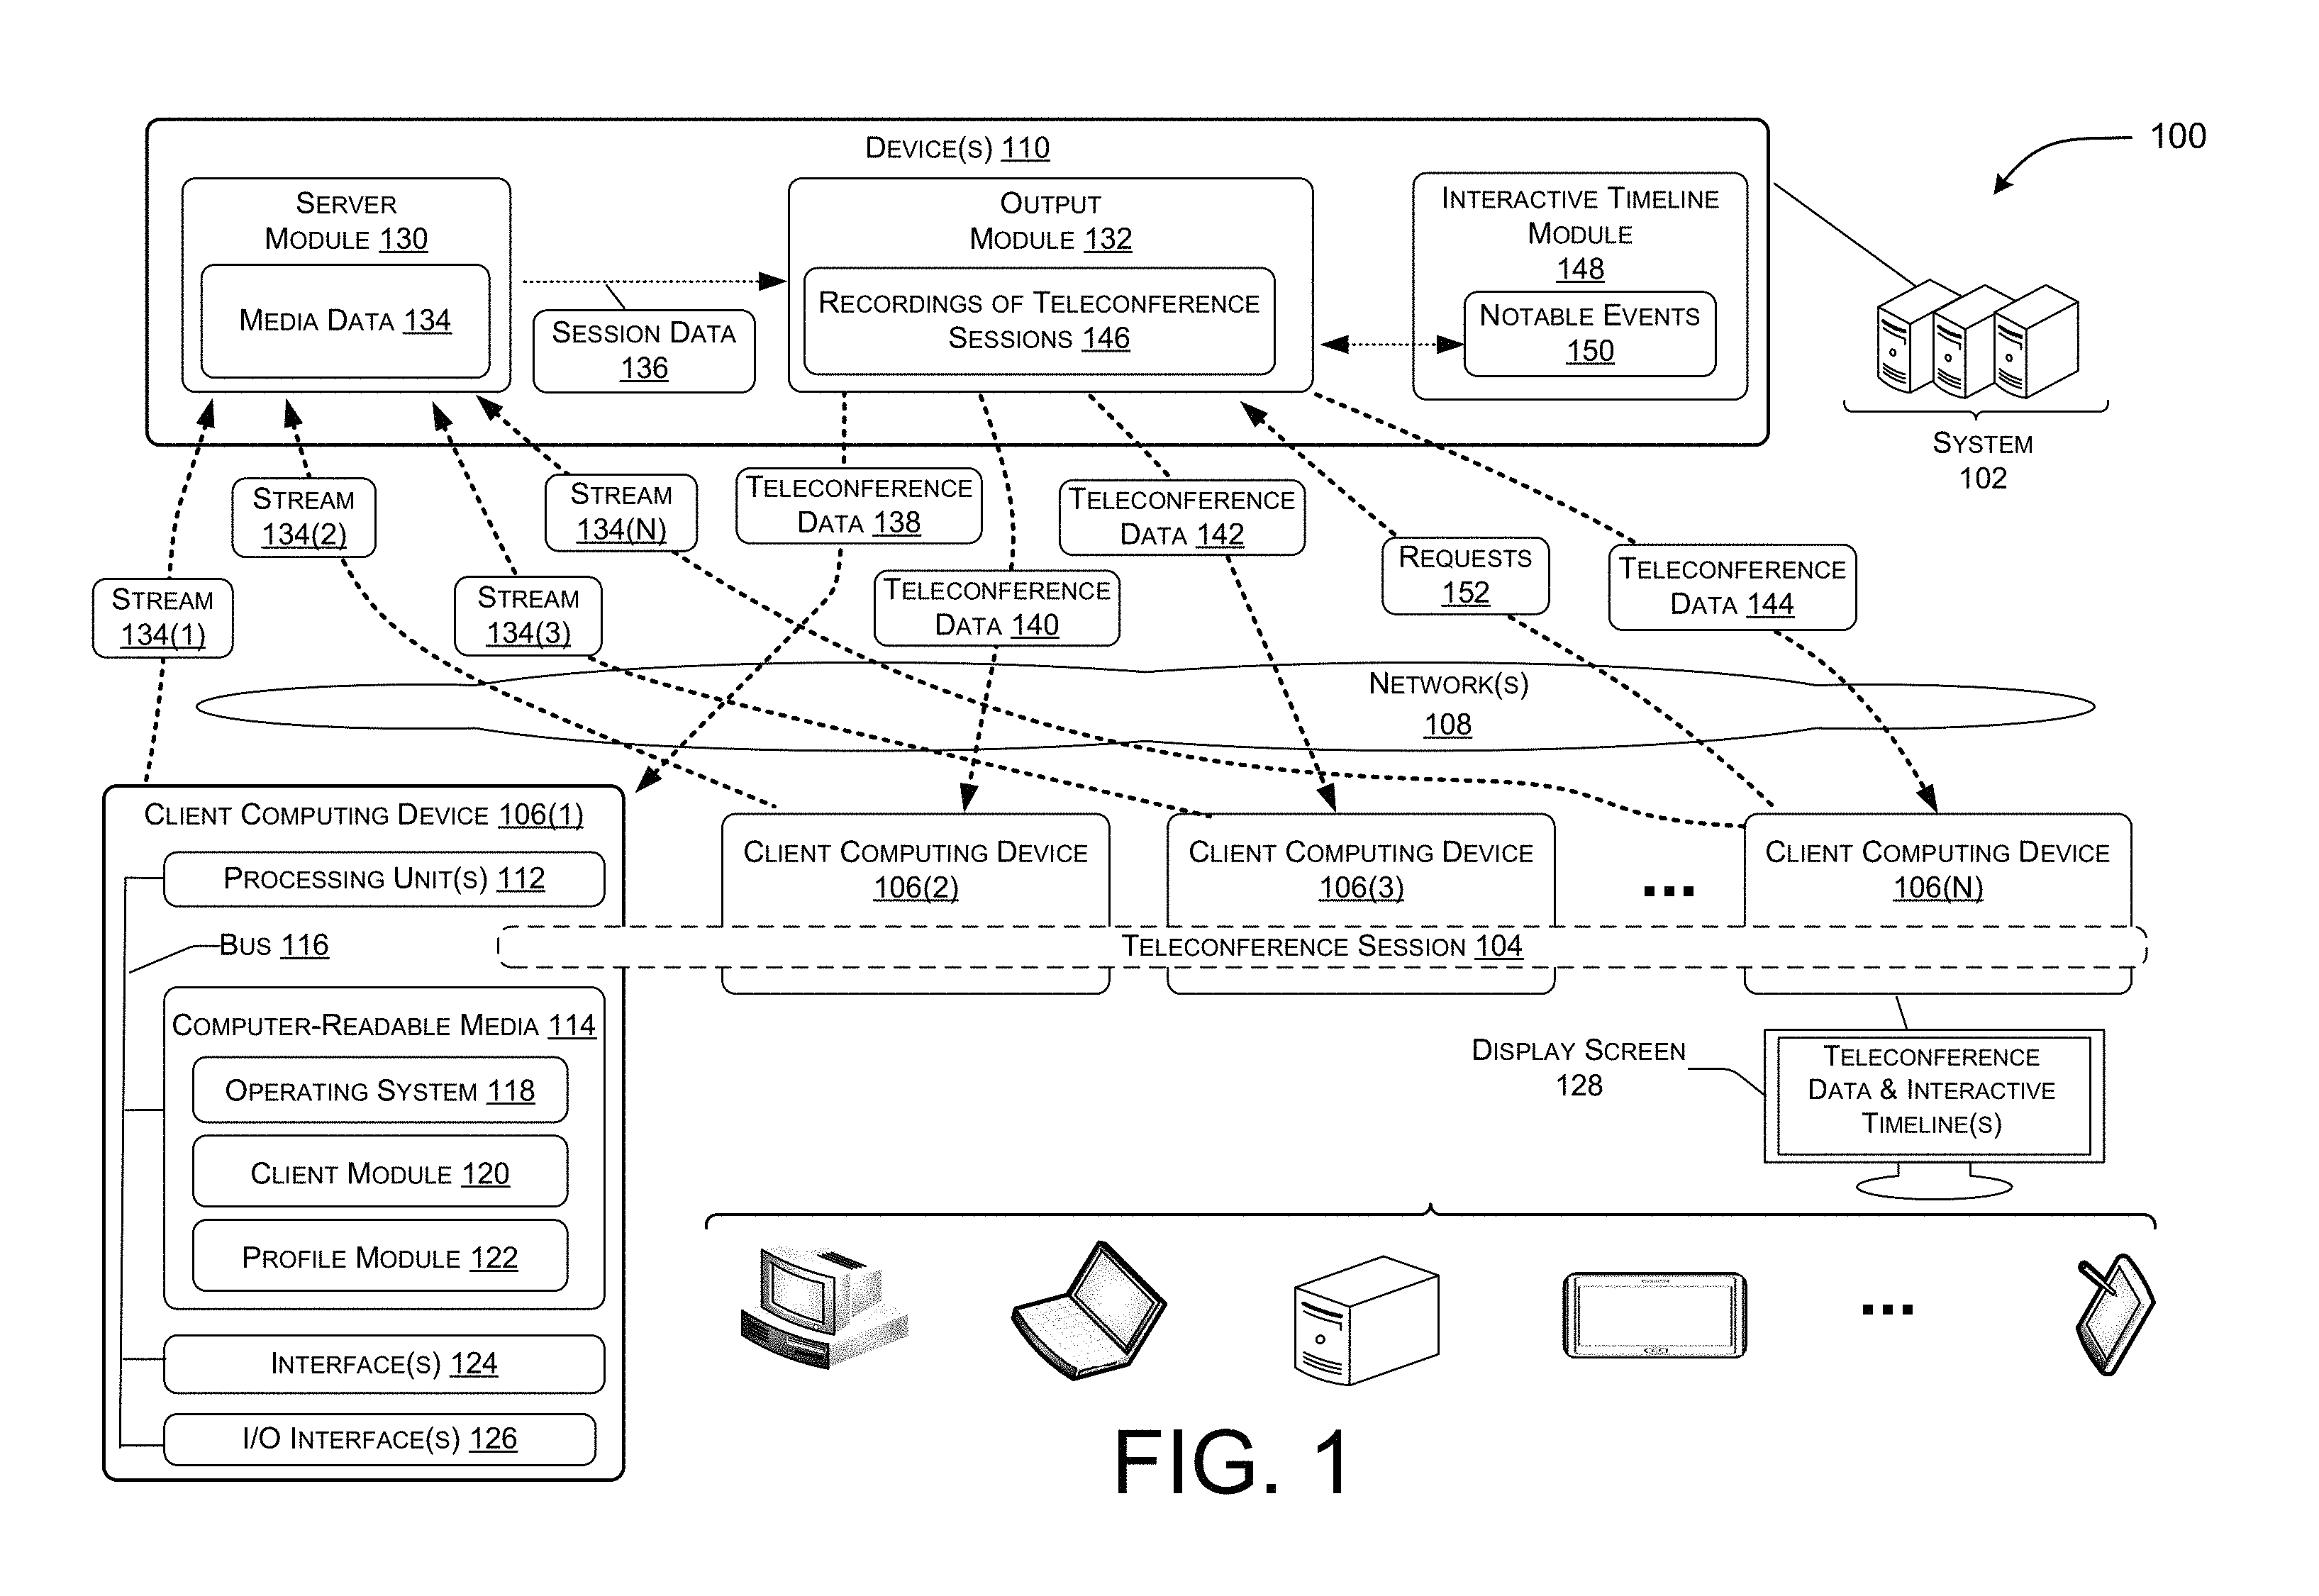 100
DEVICE(S) 110
SERVER
MODULE 130
MEDIA DATA 134
SESSION DATA
136
OUTPUT
MODULE 132
RECORDINGS OF TELECONFERENCE
SESSIONS 146
INTERACTIVE TIMELINE
MODULE
148
NOTABLE EVENTS
150
SYSTEM
102
STREAM
134(1)
STREAM
134(2)
STREAM
134(3)
STREAM
134(N)
TELECONFERENCE
DATA 138
TELECONFERENCE
DATA 140
TELECONFERENCE
DATA 142
REQUESTS
152
TELECONFERENCE
DATA 144
NETWORK(S)
108
CLIENT COMPUTING DEVICE 106(1)
PROCESSING UNIT(S) 112
BUS 116
COMPUTER-READABLE MEDIA 114
OPERATING SYSTEM 118
CLIENT MODULE 120
PROFILE MODULE 122
INTERFACE(S) 124
I/O INTERFACE(S) 126
CLIENT COMPUTING DEVICE
106(2)
CLIENT COMPUTING DEVICE
106(3)
...
CLIENT COMPUTING DEVICE
106(N)
TELECONFERENCE SESSION 104
DISPLAY SCREEN
128
TELECONFERENCE
DATA & INTERACTIVE
TIMELINE(S)
...
FIG. 1